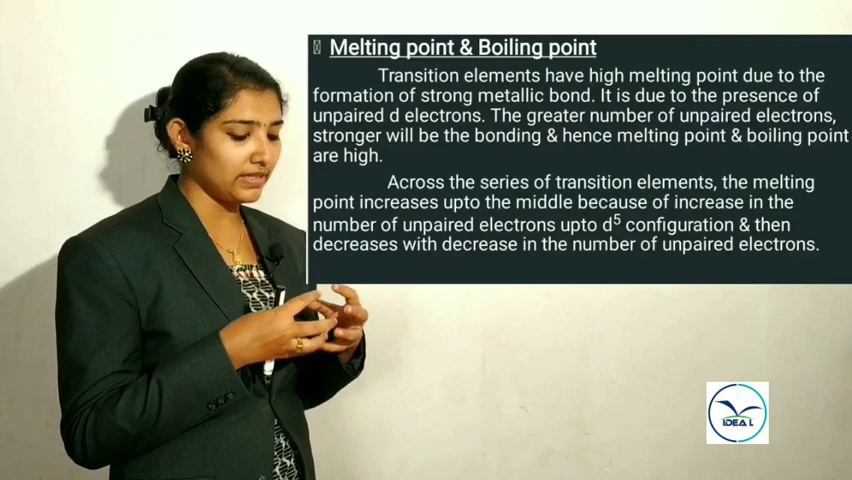 Melting point & Boiling point
Transition elements have high melting point due to the
formation of strong metallic bond. It is due to the presence of
unpaired d electrons. The greater number of unpaired electrons,
stronger will be the bonding & hence melting point & boiling point
are high.
Across the series of transition elements, the melting
point increases upto the middle because of increase in the
number of unpaired electrons upto d⁵ configuration & then
decreases with decrease in the number of unpaired electrons.
IDEAL